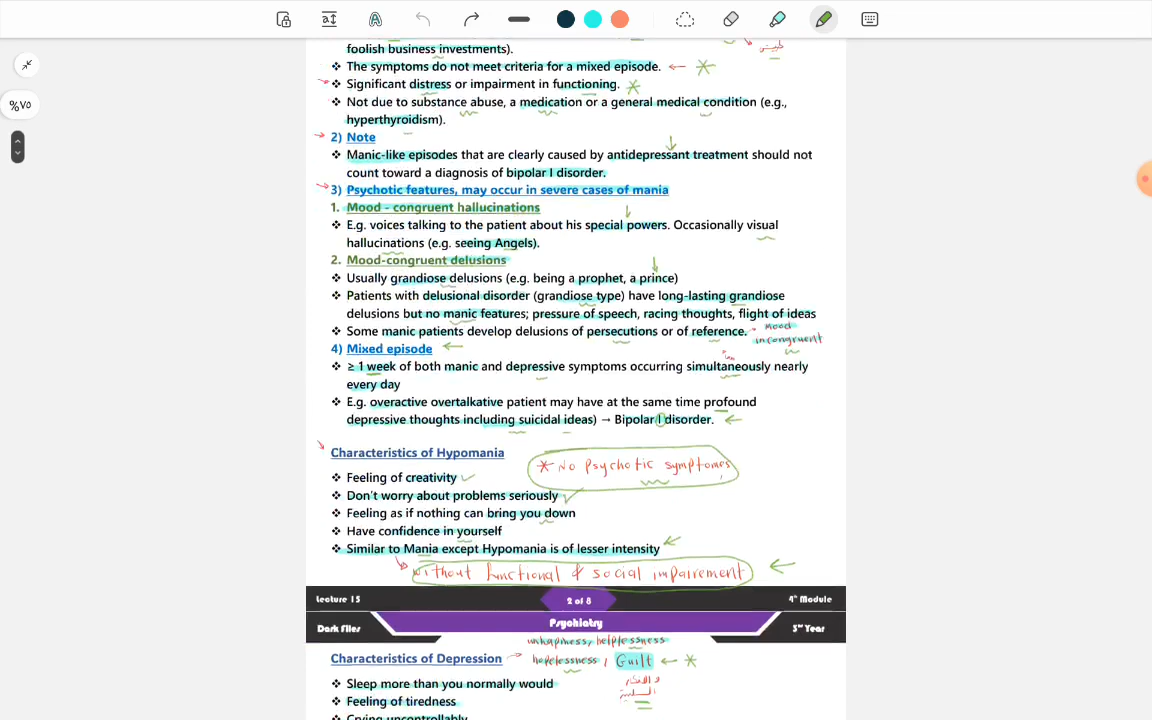 %٧٥
foolish business investments).
❖ The symptoms do not meet criteria for a mixed episode. ← *
❖ Significant distress or impairment in functioning. *
❖ Not due to substance abuse, a medication or a general medical condition (e.g.,
hyperthyroidism).
2) Note
❖ Manic-like episodes that are clearly caused by antidepressant treatment should not
count toward a diagnosis of bipolar I disorder.
3) Psychotic features, may occur in severe cases of mania
1. Mood - congruent hallucinations
❖ E.g. voices talking to the patient about his special powers. Occasionally visual
hallucinations (e.g. seeing Angels).
2. Mood-congruent delusions
❖ Usually grandiose delusions (e.g. being a prophet, a prince)
❖ Patients with delusional disorder (grandiose type) have long-lasting grandiose
delusions but no manic features; pressure of speech, racing thoughts, flight of ideas
❖ Some manic patients develop delusions of persecutions or of reference. → Mood
incongruent
4) Mixed episode ←
❖ ≥ 1 week of both manic and depressive symptoms occurring simultaneously nearly
every day
❖ E.g. overactive overtalkative patient may have at the same time profound
depressive thoughts including suicidal ideas) → Bipolar I disorder. ←
Characteristics of Hypomania
* No Psychotic symptomes
❖ Feeling of creativity
❖ Don't worry about problems seriously
❖ Feeling as if nothing can bring you down
❖ Have confidence in yourself
❖ Similar to Mania except Hypomania is of lesser intensity
without functional & social impairement ←
Lecture 15 2 of 8 4th Module
Dark Files Psychiatry 3rd Year
unhapiness, helplessness
Characteristics of Depression → hopelessness, Guilt ← *
❖ Sleep more than you normally would
❖ Feeling of tiredness
❖ Crying uncontrollably